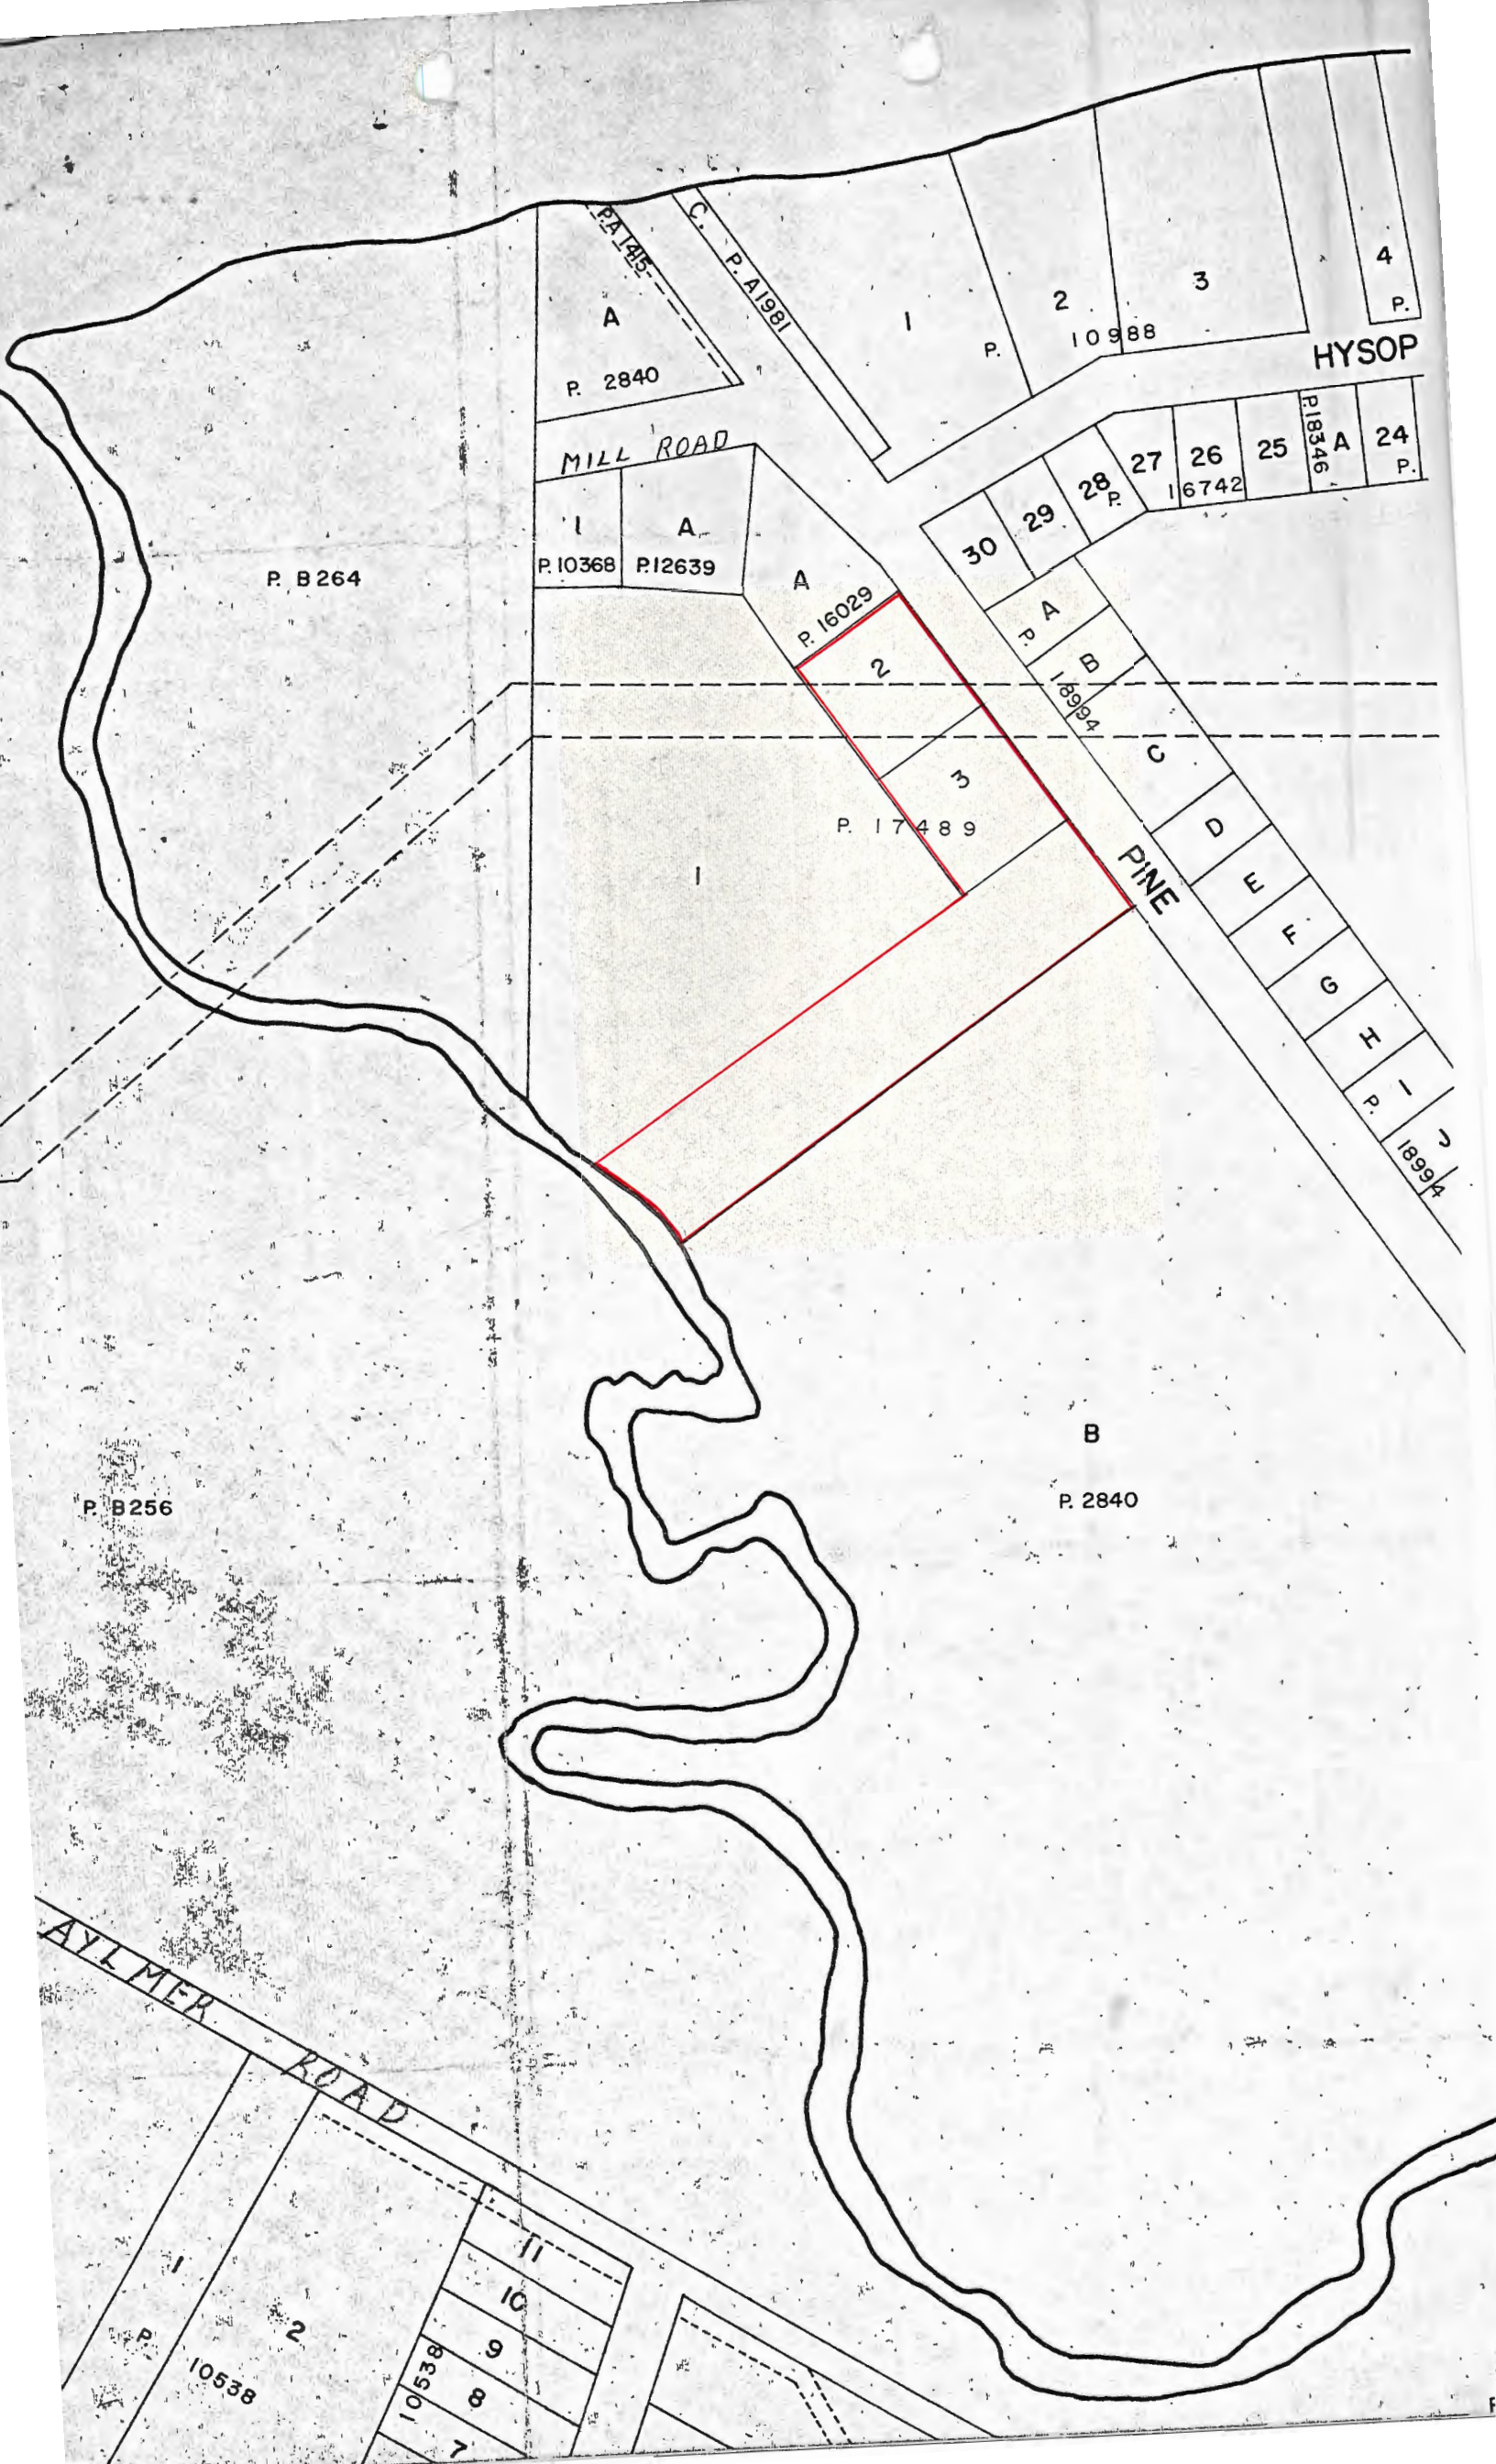 P.A 1415
C. P. A1981
A
P. 2840
1
P.
2
3
10988
4
P.
HYSOP
MILL ROAD
1
P. 10368
A
P.12639
A
P. 16029
30
29
28
P.
27
26
16742
25
P.18346
A
24
P.
P. B264
A
P.
B
18994
C
D
E
F
G
H
I
P.
J
18994
2
3
P. 17489
1
PINE
B
P. 2840
P. B256
AYLMER ROAD
1
P.
2
10538
11
10
9
8
7
10538